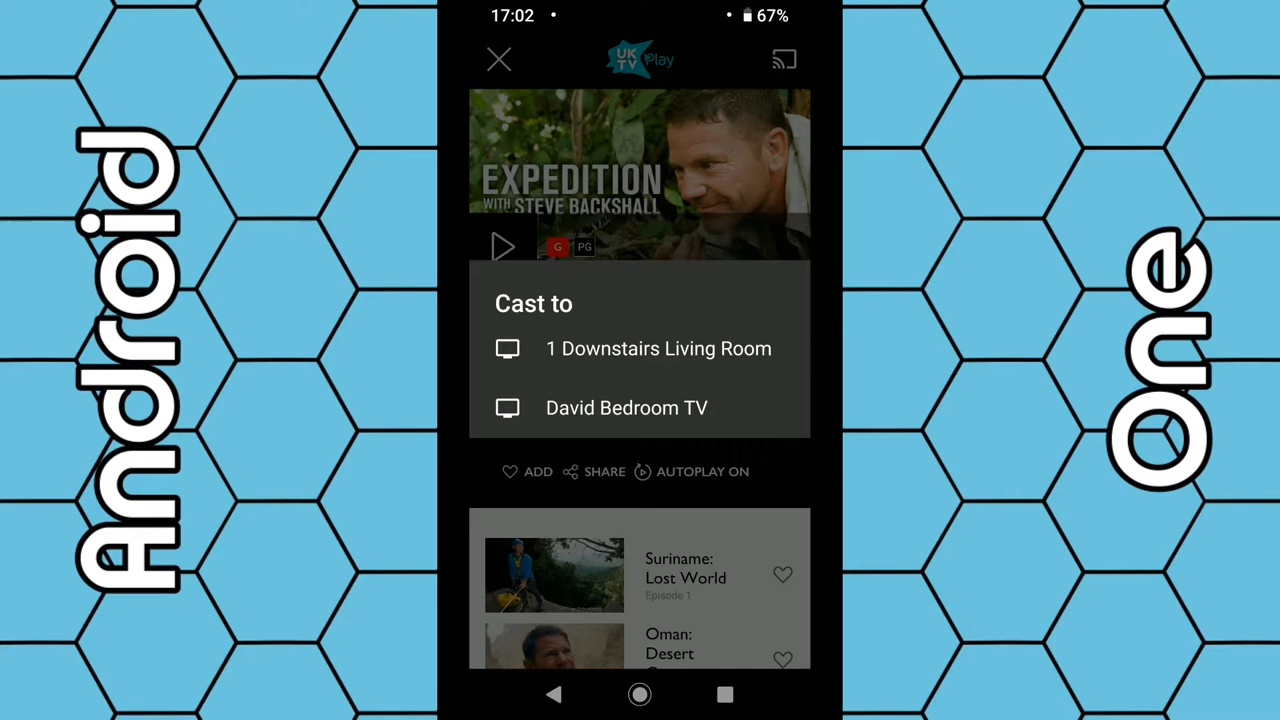 Android
17:02
67%
UK
TV
Play
EXPEDITION
WITH STEVE BACKSHALL
G PG
Cast to
1 Downstairs Living Room
David Bedroom TV
ADD SHARE AUTOPLAY ON
Suriname:
Lost World
Episode 1
Oman:
Desert
One